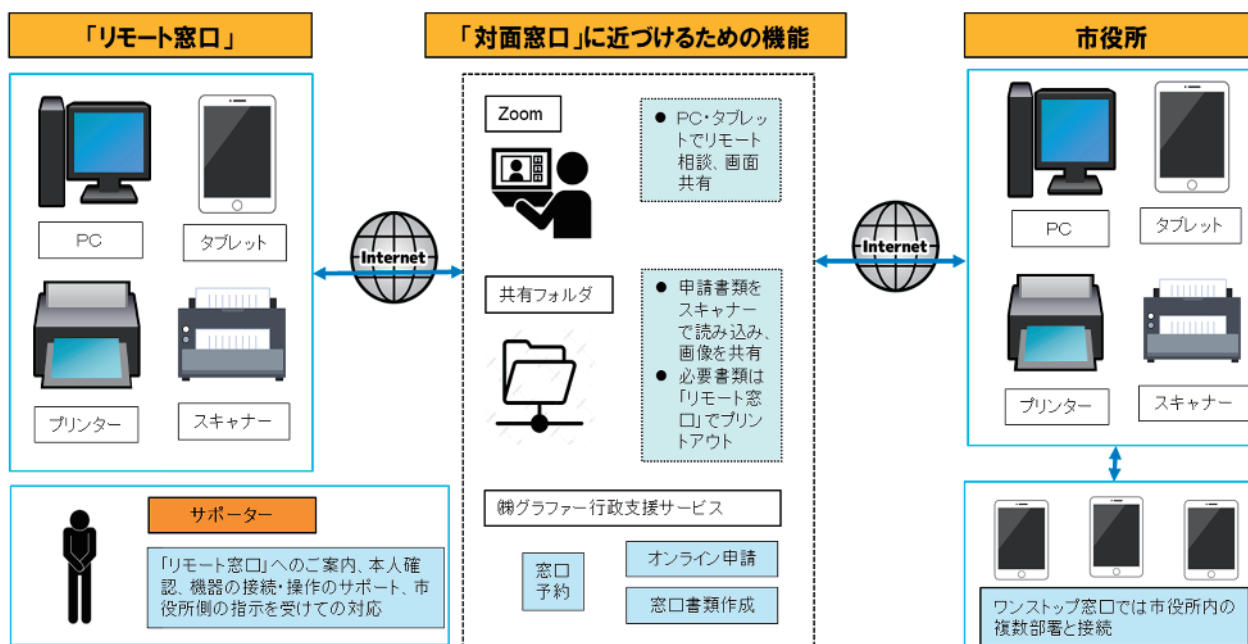 「リモート窓口」
PC
タブレット
プリンター
スキャナー
サポーター
「リモート窓口」へのご案内、本人確
認、機器の接続・操作のサポート、市
役所側の指示を受けての対応
Internet
「対面窓口」に近づけるための機能
Zoom
● PC・タブレッ
トでリモート
相談、画面
共有
共有フォルダ
● 申請書類を
スキャナー
で読み込み、
画像を共有
● 必要書類は
「リモート窓
口」でプリン
トアウト
㈱グラファー行政支援サービス
窓口
予約
オンライン申請
窓口書類作成
Internet
市役所
PC
タブレット
プリンター
スキャナー
ワンストップ窓口では市役所内の
複数部署と接続